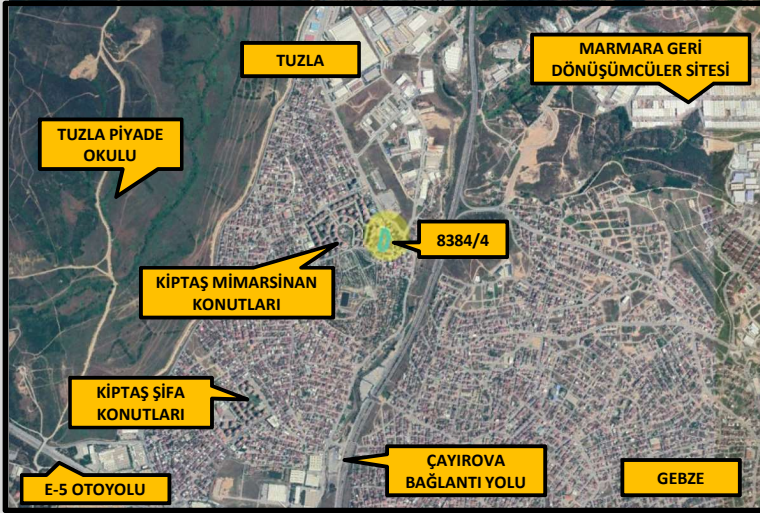 TUZLA
MARMARA GERİ
DÖNÜŞÜMCÜLER SİTESİ
TUZLA PİYADE
OKULU
8384/4
KİPTAŞ MİMARSİNAN
KONUTLARI
KİPTAŞ ŞİFA
KONUTLARI
ÇAYIROVA
BAĞLANTI YOLU
GEBZE
E-5 OTOYOLU